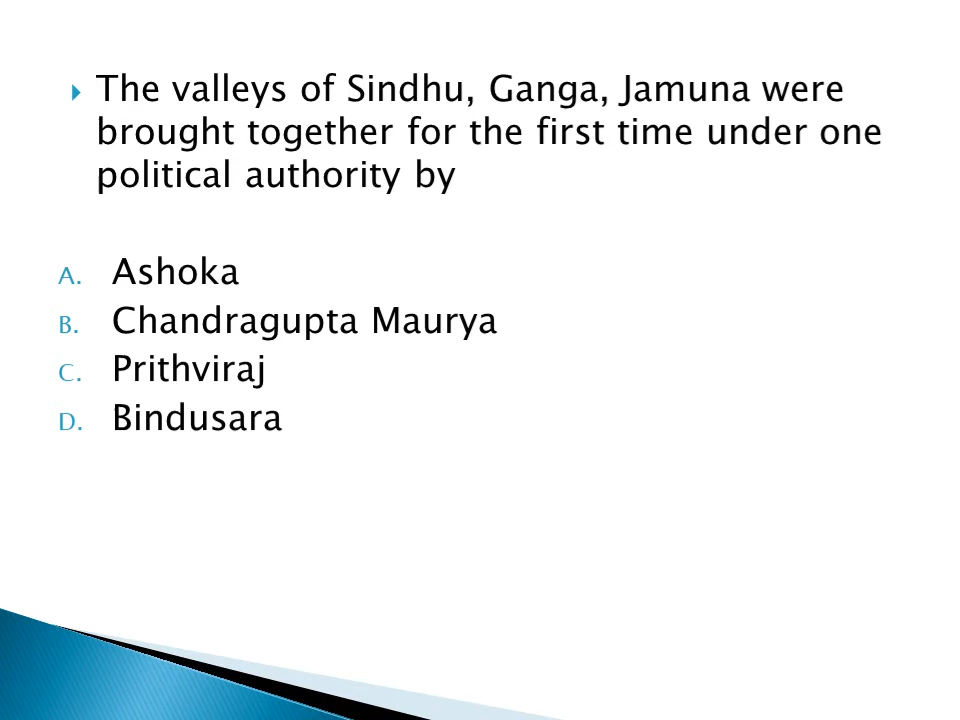 The valleys of Sindhu, Ganga, Jamuna were
brought together for the first time under one
political authority by
A. Ashoka
B. Chandragupta Maurya
C. Prithviraj
D. Bindusara